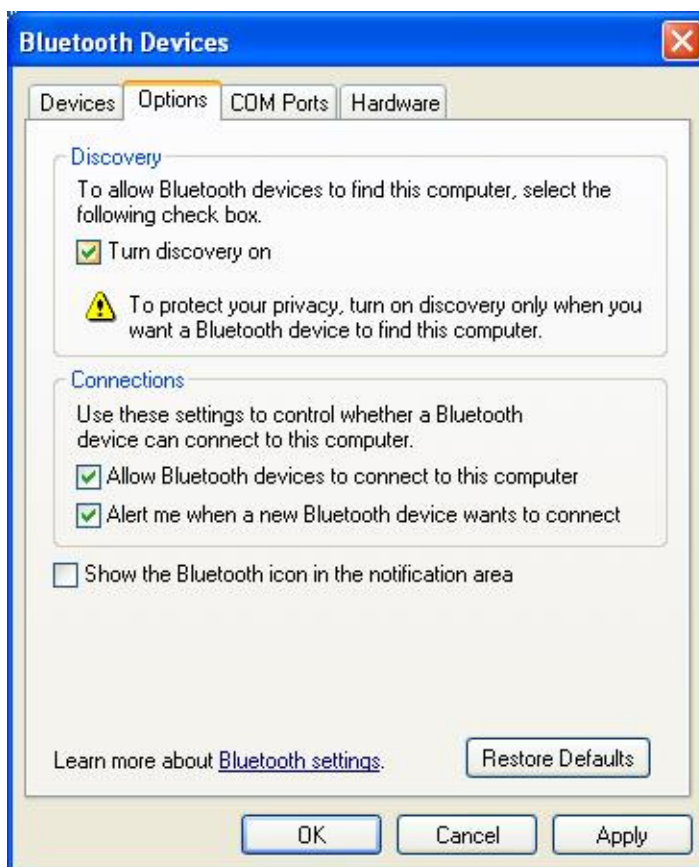 Bluetooth Devices
Devices Options COM Ports Hardware
Discovery
To allow Bluetooth devices to find this computer, select the
following check box.
Turn discovery on
To protect your privacy, turn on discovery only when you
want a Bluetooth device to find this computer.
Connections
Use these settings to control whether a Bluetooth
device can connect to this computer.
Allow Bluetooth devices to connect to this computer
Alert me when a new Bluetooth device wants to connect
Show the Bluetooth icon in the notification area
Learn more about Bluetooth settings. Restore Defaults
OK Cancel Apply